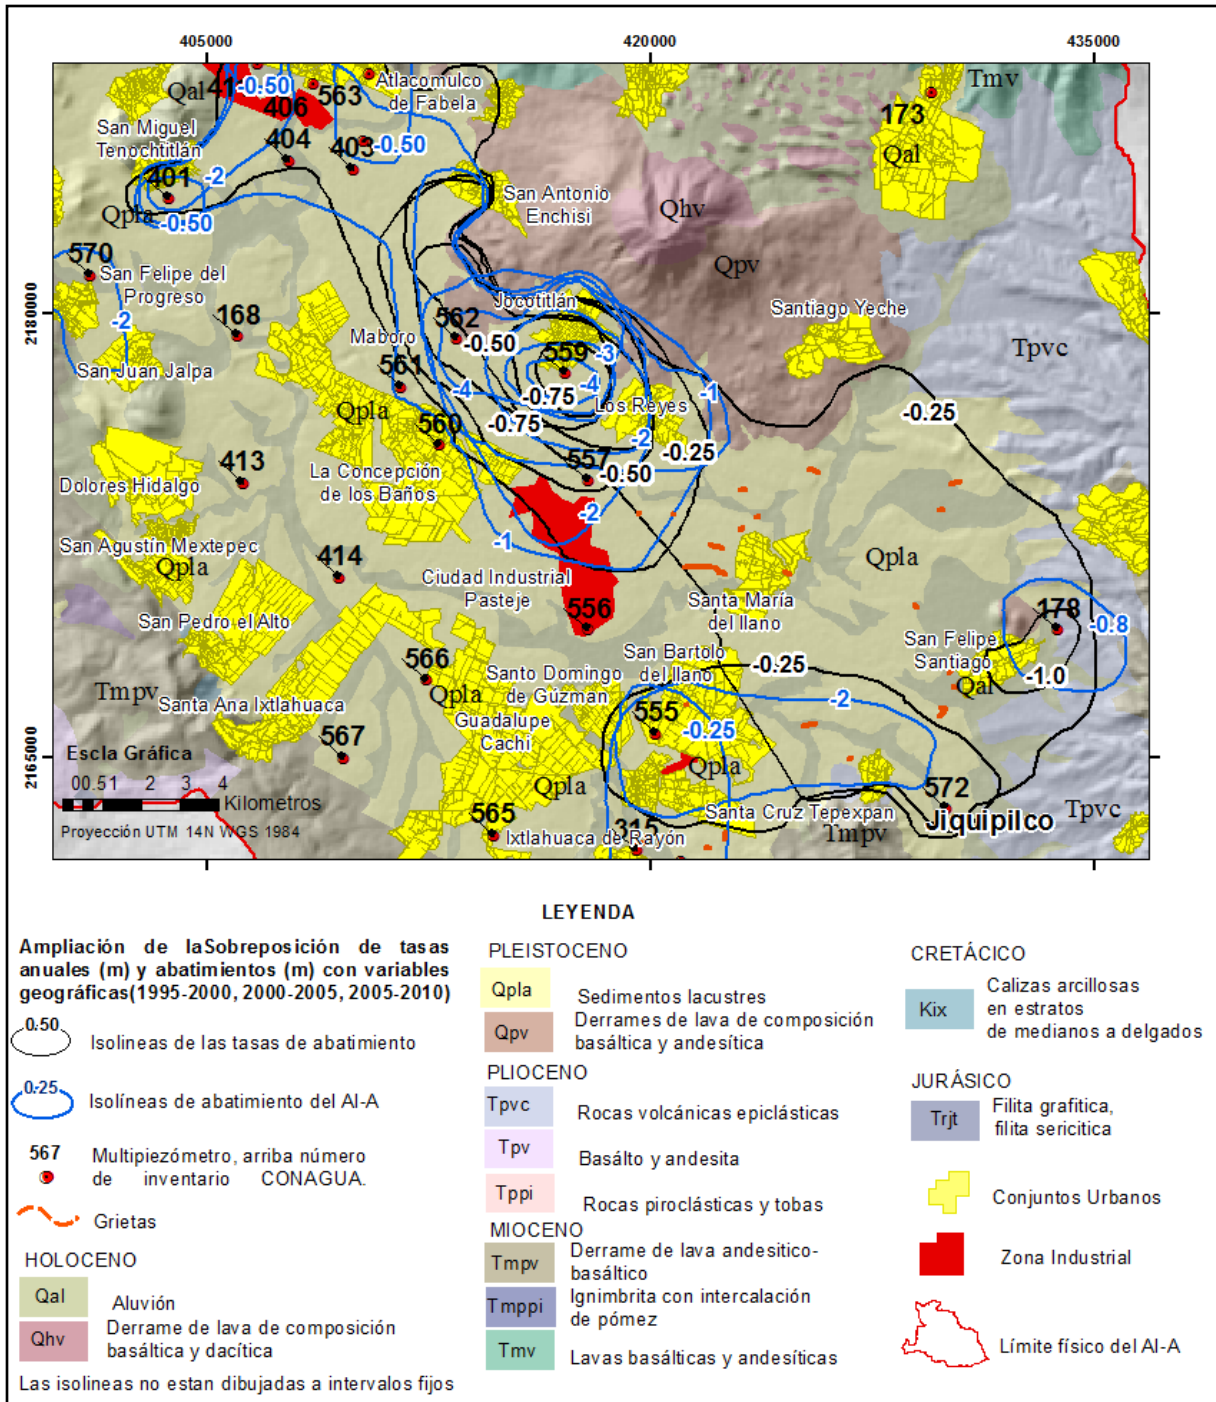 405000
420000
435000
2180000
2165000
41
-0.50
406
563
Atlacomulco
de Fabela
Qal
San Miguel
Tenochtitlán
404
403
-0.50
-2
401
-0.50
Qpla
San Antonio
Enchisi
Qhv
Qpv
173
Qal
Tmv
570
San Felipe del
Progreso
-2
168
San Juan Jalpa
Maboro
Jocotitlán
562
-0.50
559
-3
-4
-4
561
-0.75
-0.75
Los Reyes
-1
-2
-0.25
Santiago Yeche
-0.25
Tpvc
Qpla
560
557
-0.50
413
Dolores Hidalgo
La Concepción
de los Baños
-2
-1
San Agustín Mextepec
Qpla
414
Ciudad Industrial
Pasteje
556
Qpla
San Pedro el Alto
Santa María
del llano
178
-0.8
San Felipe
Santiago
-1.0
Qal
Tmpv
Santa Ana Ixtlahuaca
566
Qpla
Santo Domingo
de Gúzman
San Bartolo
del llano
-0.25
-2
Guadalupe
Cachi
555
-0.25
567
Qpla
Qpla
572
Escla Gráfica
00.51 2 3 4
Kilometros
Proyección UTM 14N WGS 1984
565
Ixtlahuaca de Rayón
315
Santa Cruz Tepexpan
Tmpv
Jiquipilco
Tpvc
LEYENDA
Ampliación de laSobreposición de tasas
anuales (m) y abatimientos (m) con variables
geográficas(1995-2000, 2000-2005, 2005-2010)
0.50
Isolineas de las tasas de abatimiento
0.25
Isolíneas de abatimiento del AI-A
567
Multipiezómetro, arriba número
de inventario CONAGUA.
Grietas
HOLOCENO
Qal
Aluvión
Qhv
Derrame de lava de composición
basáltica y dacítica
Las isolineas no estan dibujadas a intervalos fijos
PLEISTOCENO
Qpla
Sedimentos lacustres
Qpv
Derrames de lava de composición
basáltica y andesítica
PLIOCENO
Tpvc
Rocas volcánicas epiclásticas
Tpv
Basálto y andesita
Tppi
Rocas piroclásticas y tobas
MIOCENO
Tmpv
Derrame de lava andesitico-
basáltico
Tmppi
Ignimbrita con intercalación
de pómez
Tmv
Lavas basálticas y andesíticas
CRETÁCICO
Kix
Calizas arcillosas
en estratos
de medianos a delgados
JURÁSICO
Trjt
Filita grafitica,
filita sericitica
Conjuntos Urbanos
Zona Industrial
Límite físico del AI-A